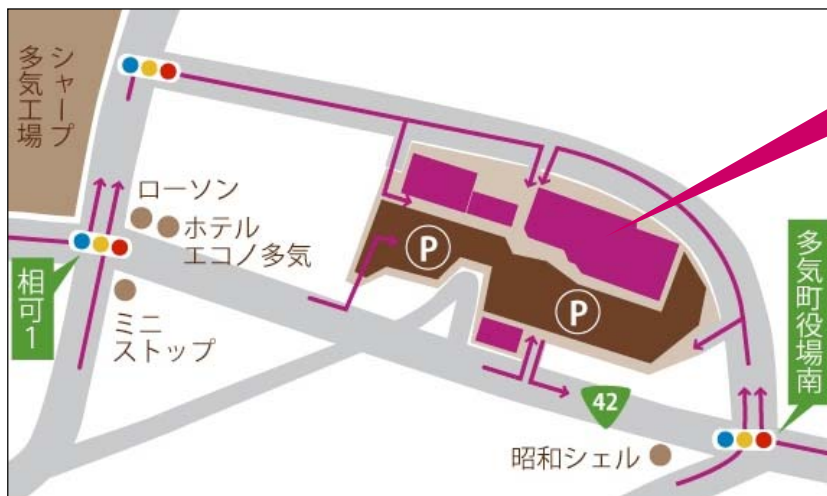 シャープ
多気工場
ローソン
ホテル
エコノ多気
相可1
ミニ
ストップ
P
P
42
昭和シェル
多気町役場南